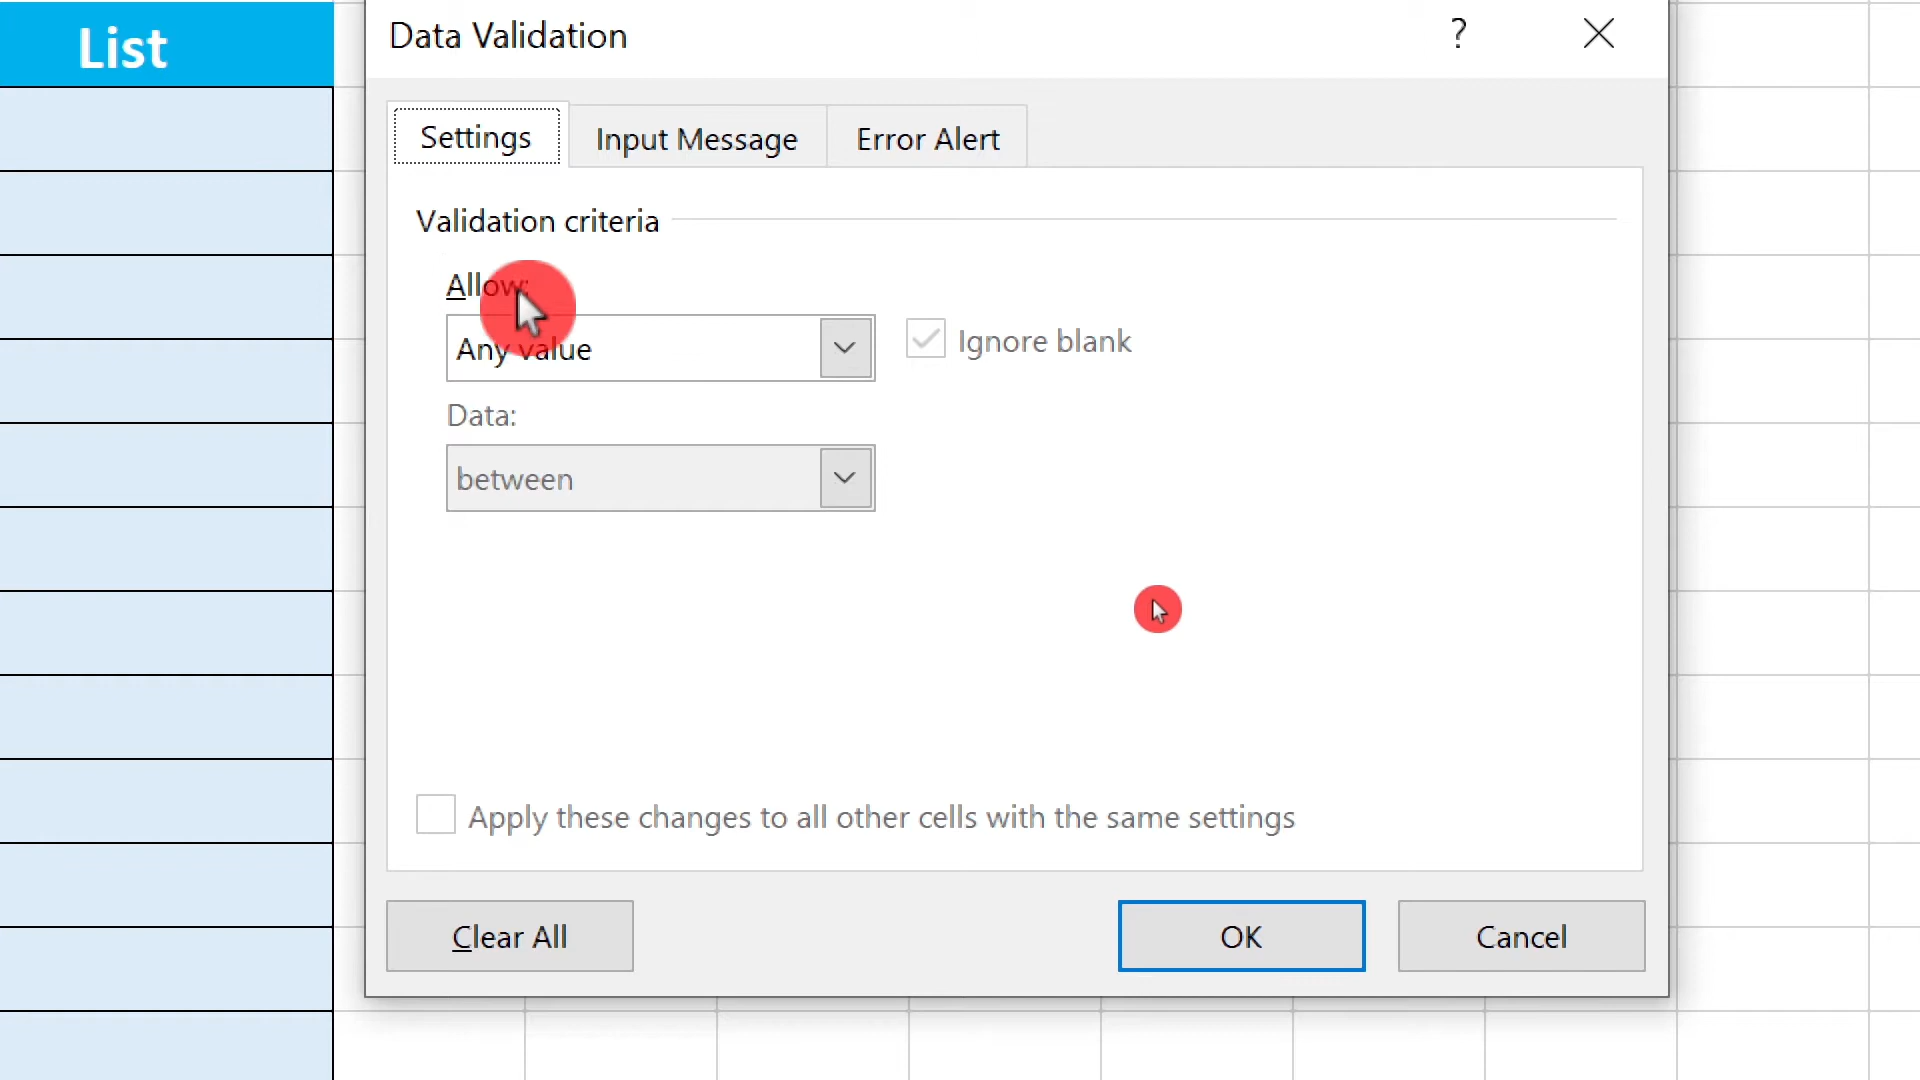 List
Data Validation
?
Settings
Input Message
Error Alert
Validation criteria
Allow:
Any value
Ignore blank
Data:
between
Apply these changes to all other cells with the same settings
Clear All
OK
Cancel